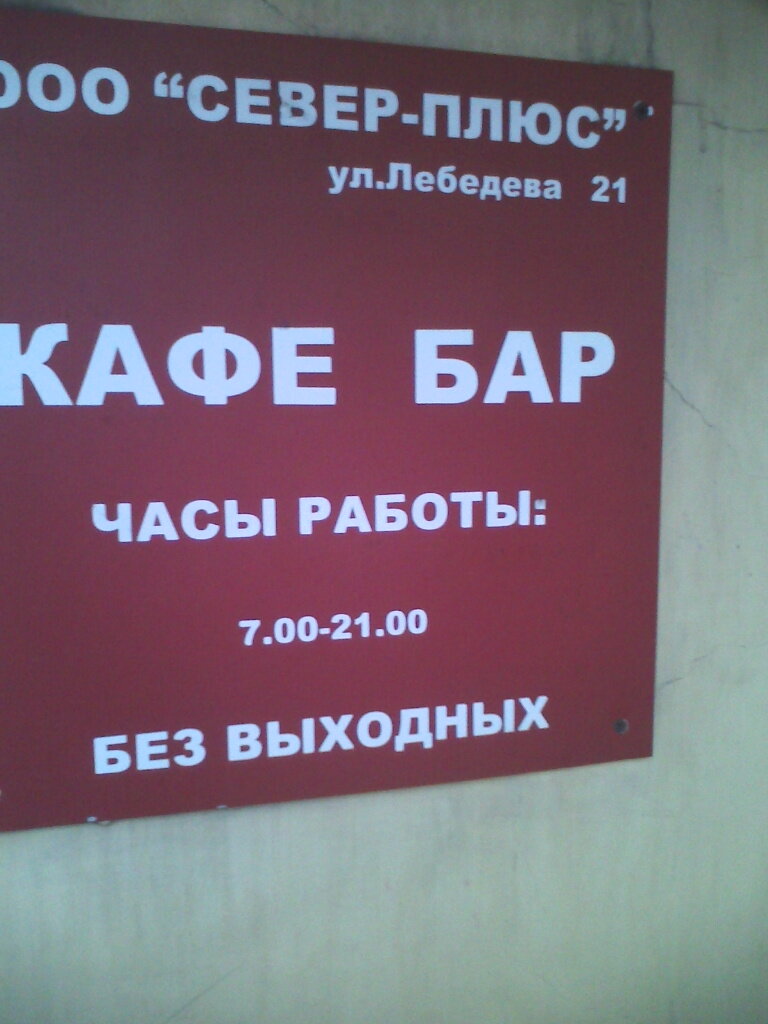 ООО “СЕВЕР-ПЛЮС”
ул.Лебедева 21
КАФЕ БАР
ЧАСЫ РАБОТЫ:
7.00-21.00
БЕЗ ВЫХОДНЫХ